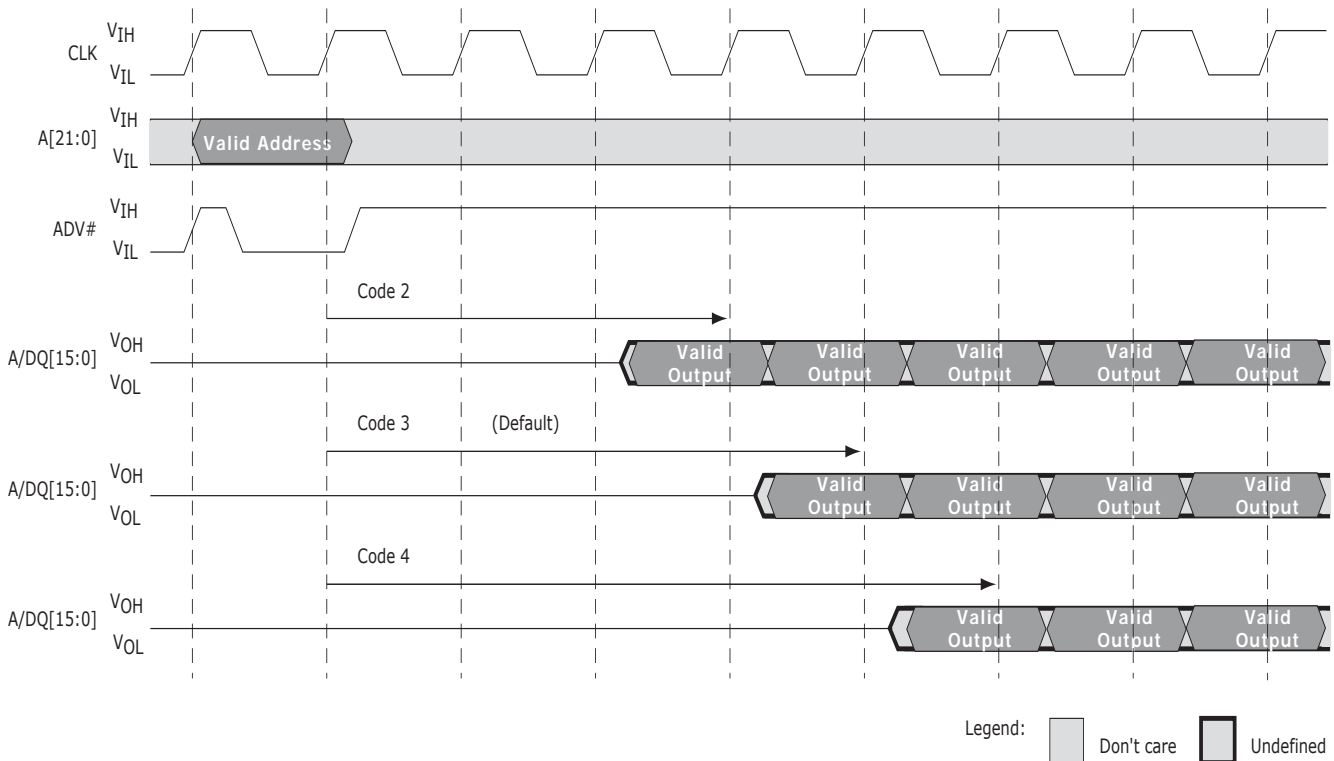 VIH
CLK
VIL
VIH
A[21:0]
Valid Address
VIL
VIH
ADV#
VIL
Code 2
VOH
A/DQ[15:0]
VOL
Valid Output
Valid Output
Valid Output
Valid Output
Valid Output
Code 3 (Default)
VOH
A/DQ[15:0]
VOL
Valid Output
Valid Output
Valid Output
Valid Output
Code 4
VOH
A/DQ[15:0]
VOL
Valid Output
Valid Output
Valid Output
Legend:
Don't care
Undefined